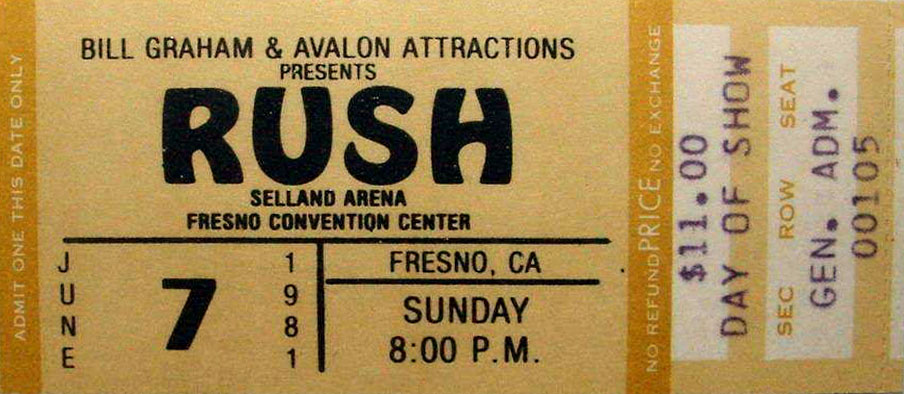 ADMIT ONE THIS DATE ONLY
BILL GRAHAM & AVALON ATTRACTIONS
PRESENTS
RUSH
SELLAND ARENA
FRESNO CONVENTION CENTER
JUNE
7
1981
FRESNO, CA
SUNDAY
8:00 P.M.
NO REFUND PRICE NO EXCHANGE
$11.00
DAY OF SHOW
SEC ROW SEAT
GEN. ADM.
00105